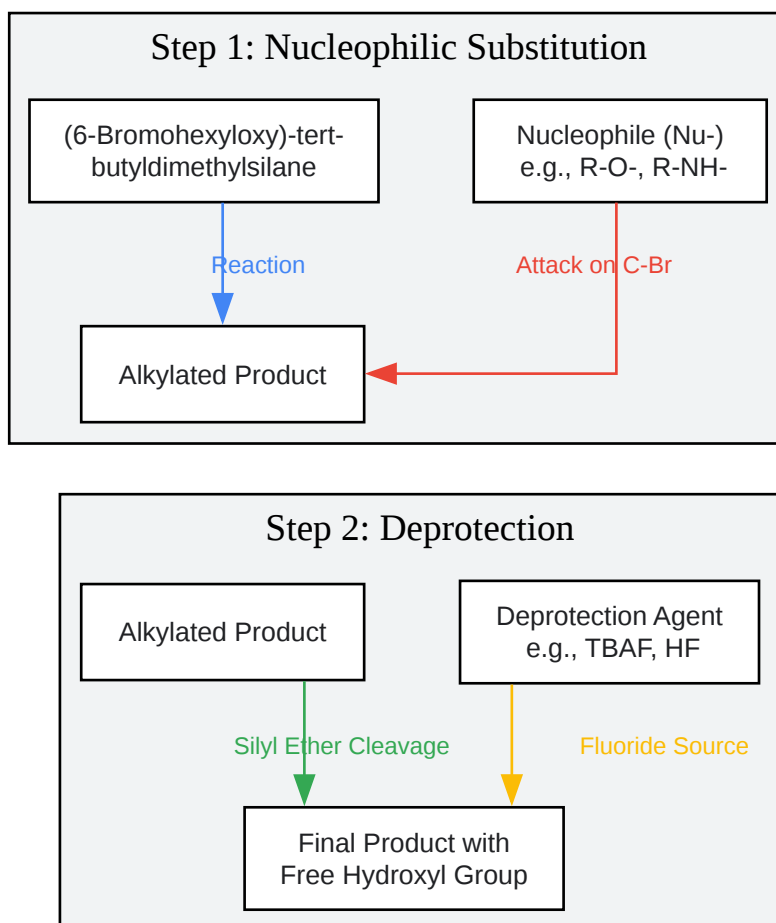 Step 1: Nucleophilic Substitution
(6-Bromohexyloxy)-tert-
butyldimethylsilane
Nucleophile (Nu-)
e.g., R-O-, R-NH-
Reaction
Attack on C-Br
Alkylated Product
Step 2: Deprotection
Alkylated Product
Deprotection Agent
e.g., TBAF, HF
Silyl Ether Cleavage
Fluoride Source
Final Product with
Free Hydroxyl Group